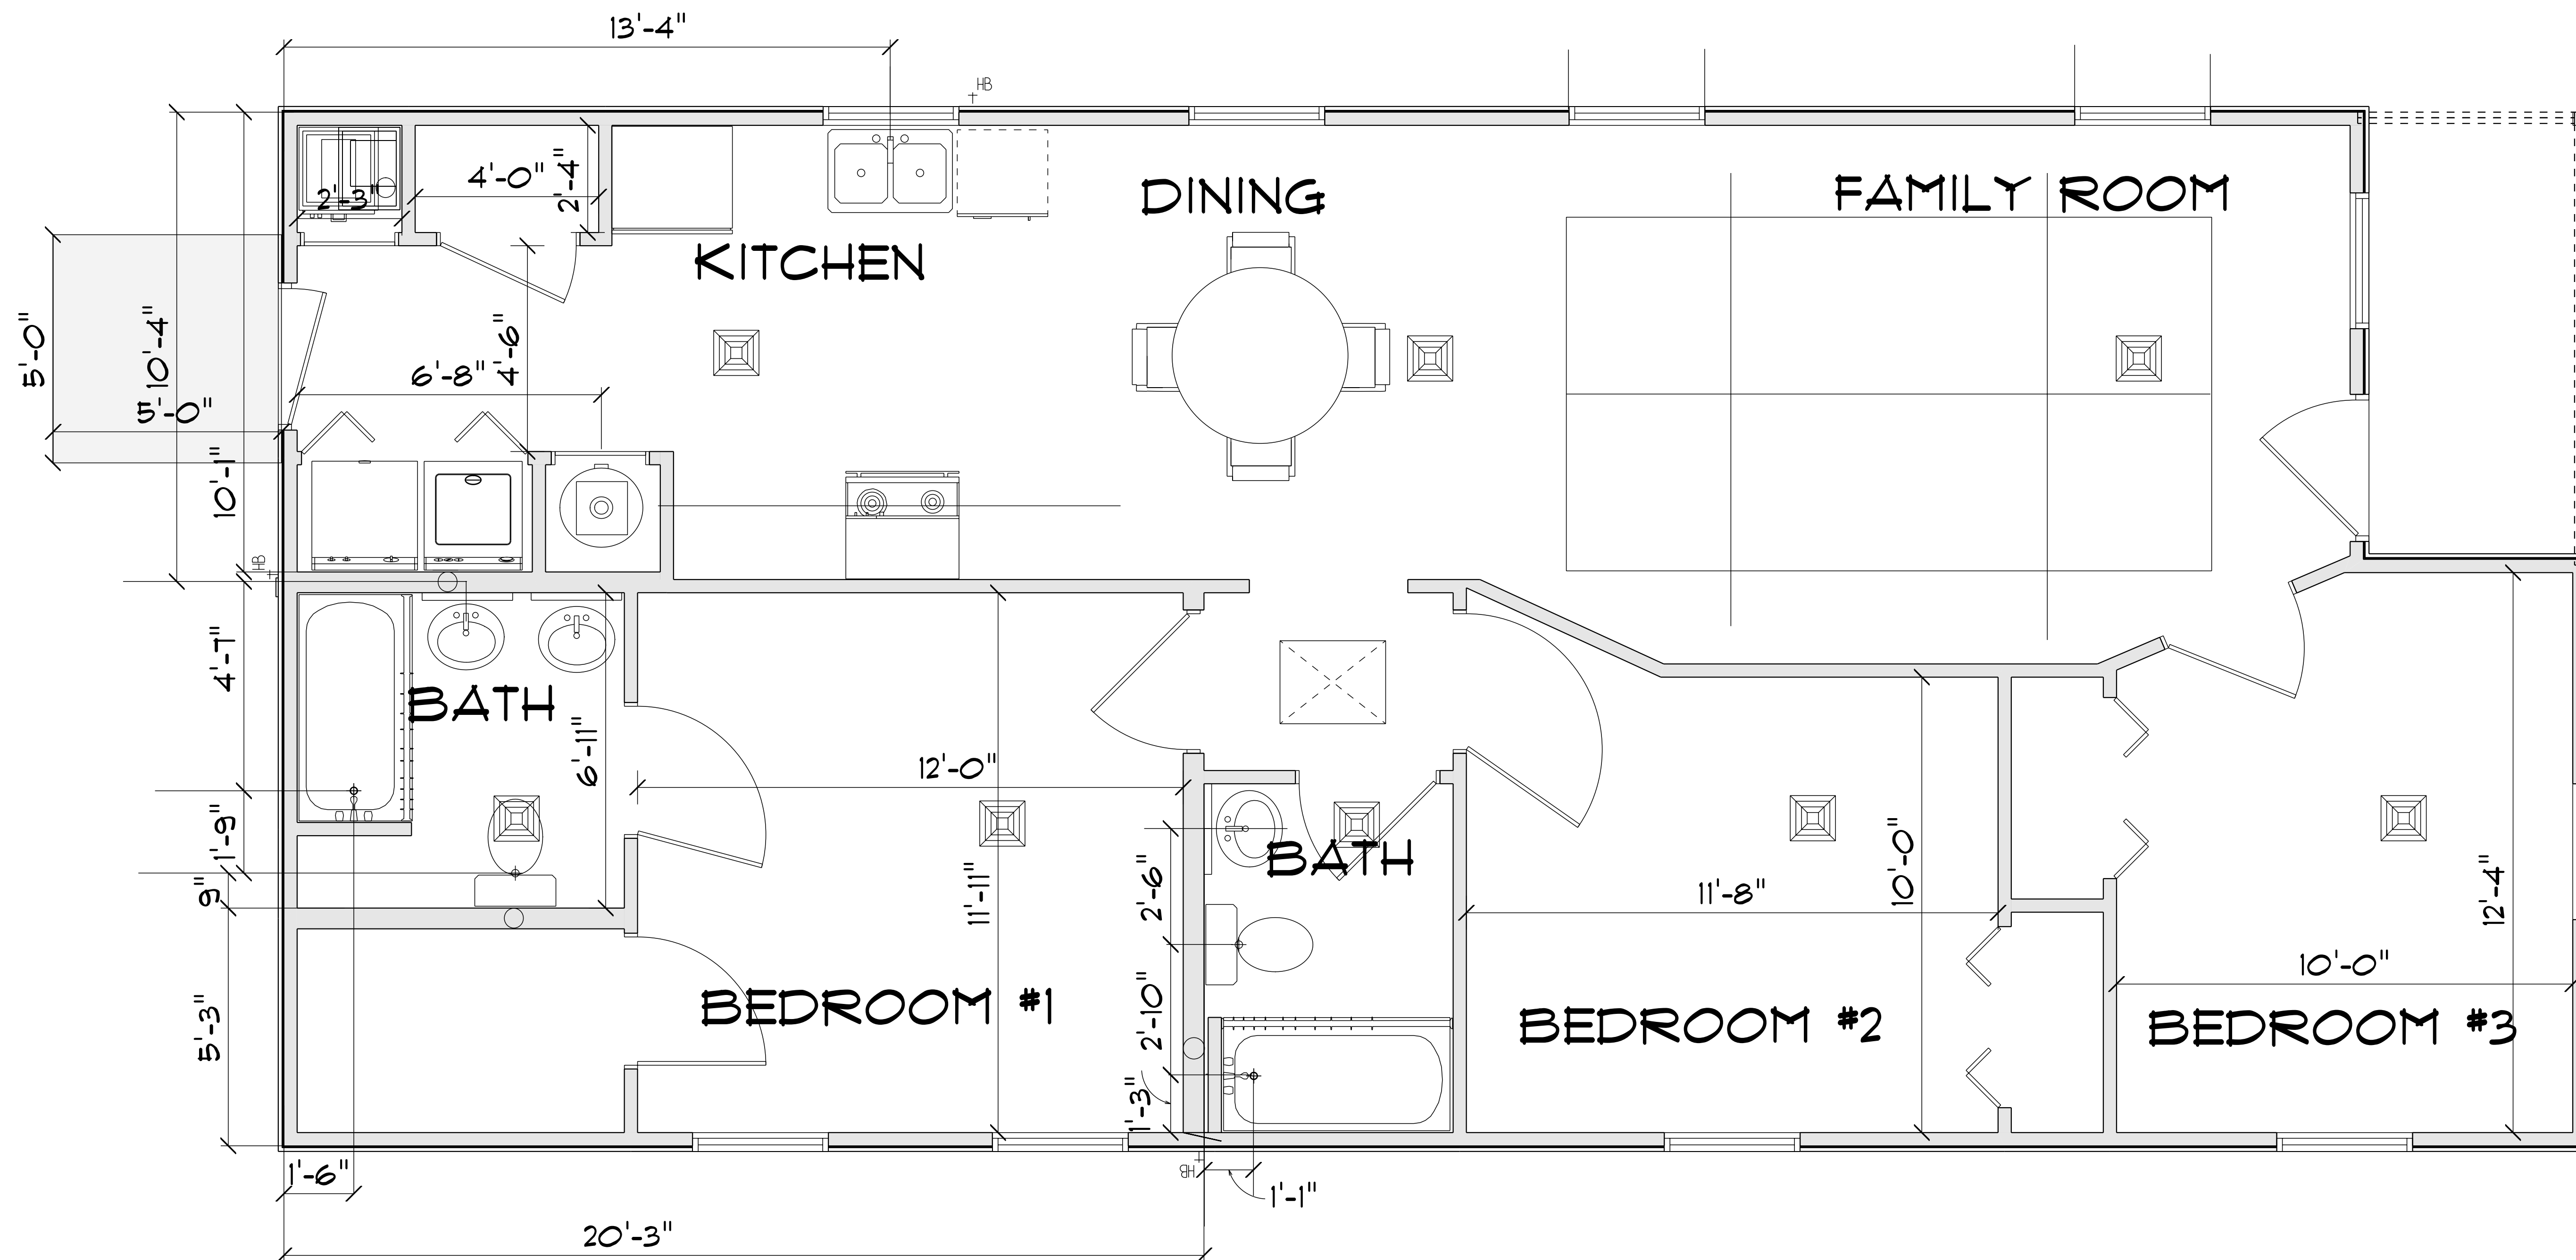 13'-4"
HB
4'-0"
2'-4"
2'-3"
DINING
FAMILY ROOM
KITCHEN
5'-0"
10'-4"
4'-6"
6'-8"
5'-0"
10'-1"
HB
4'-7"
BATH
6'-11"
12'-0"
1'-9"
9"
11'-11"
2'-6"
BATH
11'-8"
10'-0"
12'-4"
10'-0"
BEDROOM #1
2'-10"
BEDROOM #2
BEDROOM #3
5'-3"
1'-3"
1'-6"
HB
1'-1"
20'-3"